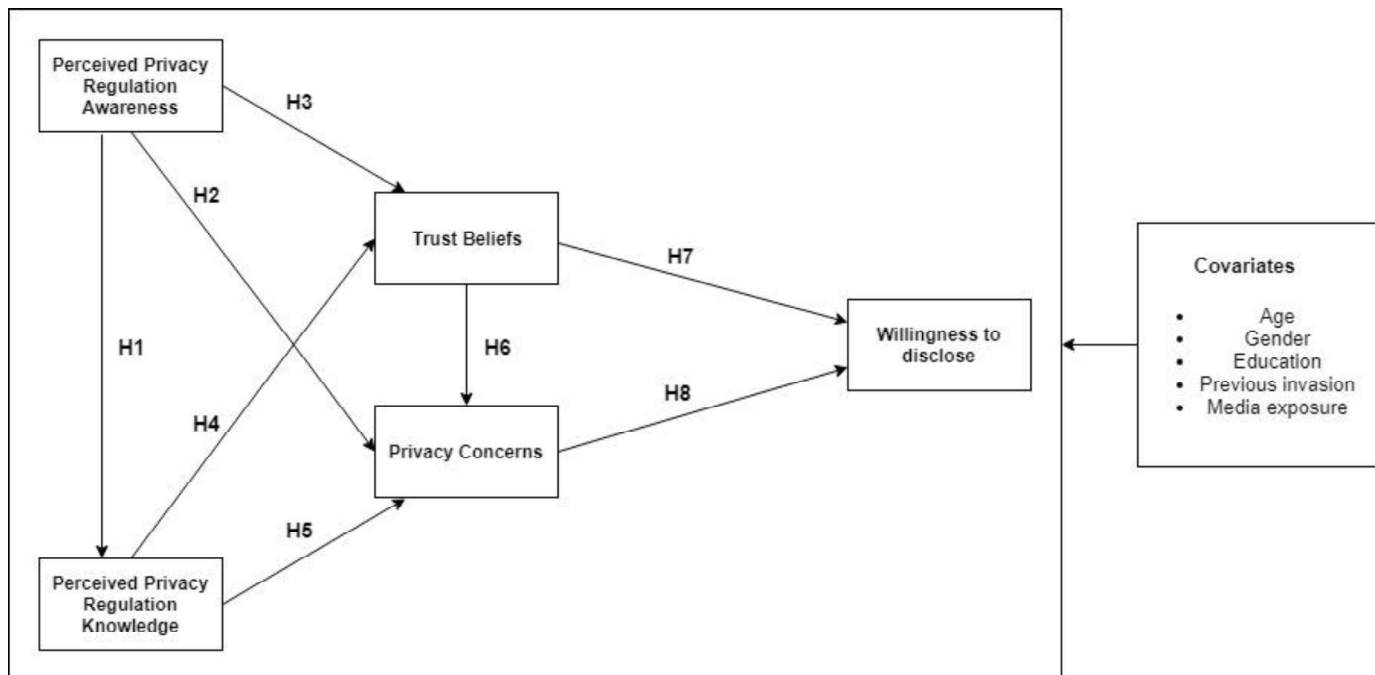 Perceived Privacy
Regulation
Awareness
H3
H2
Trust Beliefs
H7
H1
H6
Willingness to
disclose
H4
H8
Privacy Concerns
H5
Perceived Privacy
Regulation
Knowledge
Covariates
• Age
• Gender
• Education
• Previous invasion
• Media exposure